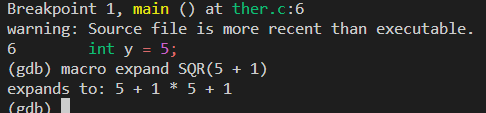 Breakpoint 1, main () at ther.c:6
warning: Source file is more recent than executable.
6       int y = 5;
(gdb) macro expand SQR(5 + 1)
expands to: 5 + 1 * 5 + 1
(gdb)